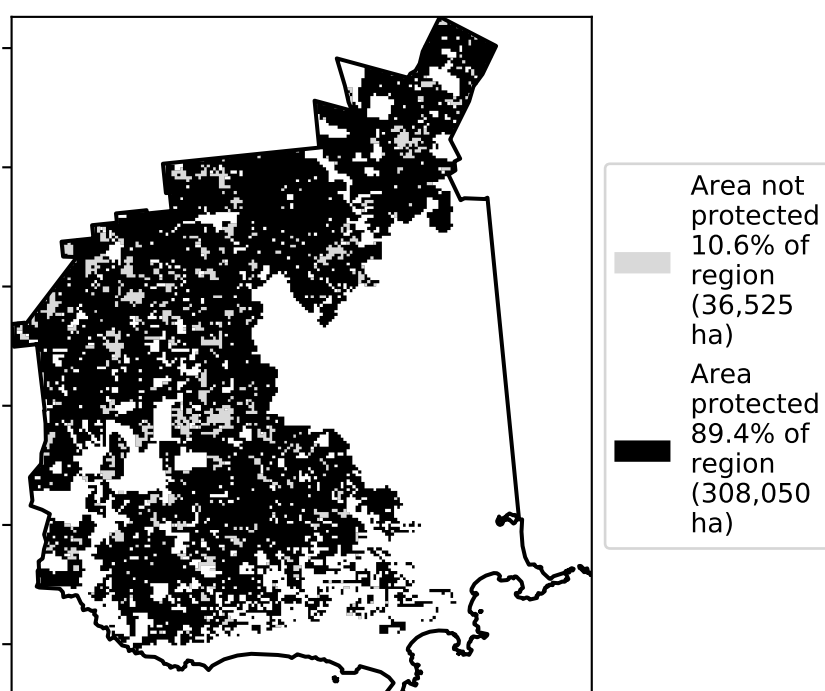 Area not
protected
10.6% of
region
(36,525
ha)
Area
protected
89.4% of
region
(308,050
ha)